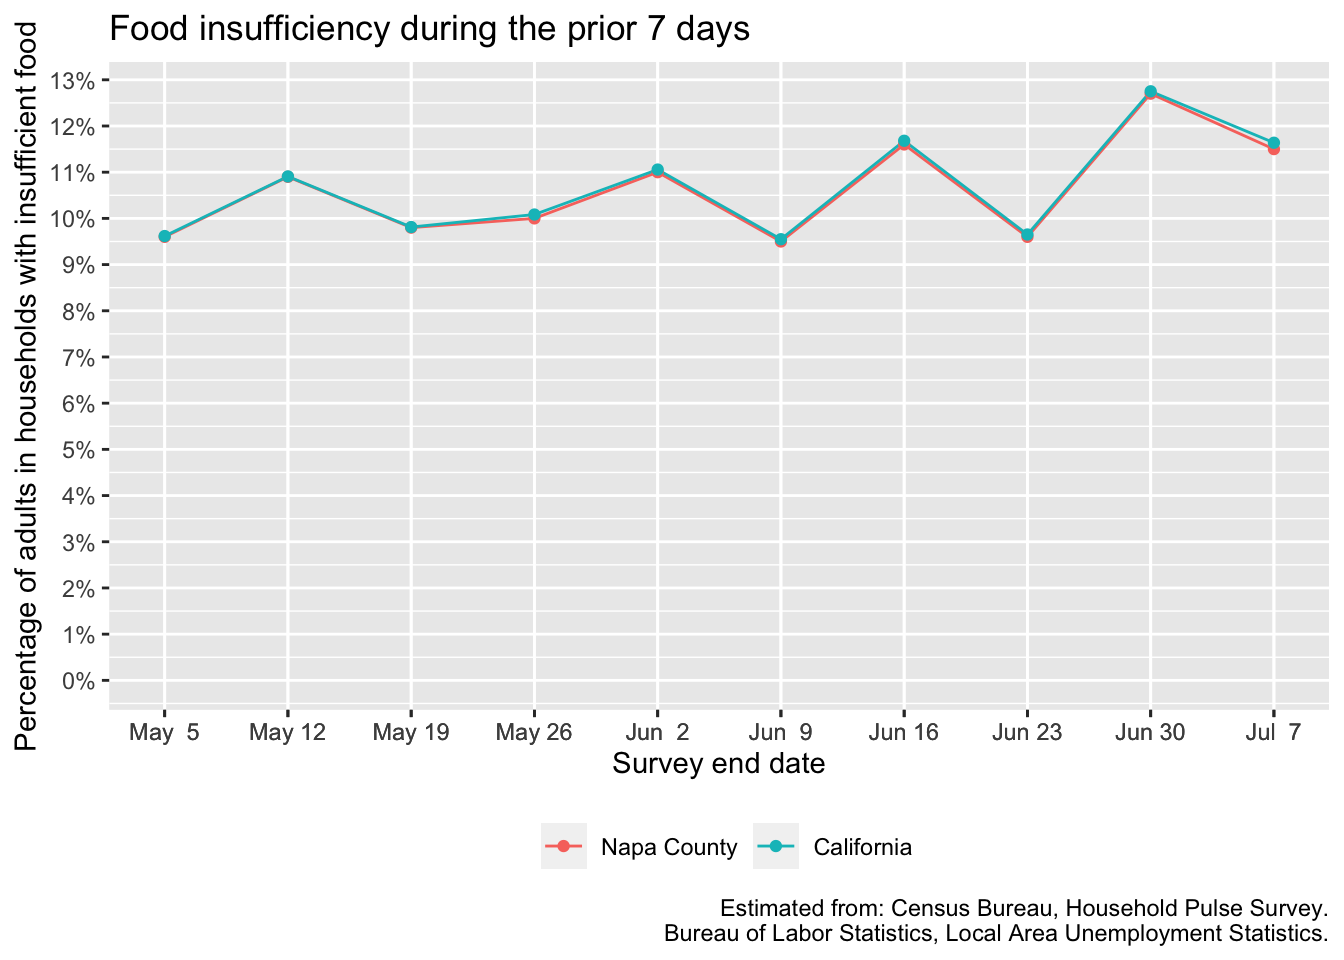 Food insufficiency during the prior 7 days
Percentage of adults in households with insufficient food
13%
12%
11%
10%
9%
8%
7%
6%
5%
4%
3%
2%
1%
0%
May  5 May 12 May 19 May 26 Jun  2 Jun  9 Jun 16 Jun 23 Jun 30 Jul  7
Survey end date
Napa County California
Estimated from: Census Bureau, Household Pulse Survey.
Bureau of Labor Statistics, Local Area Unemployment Statistics.